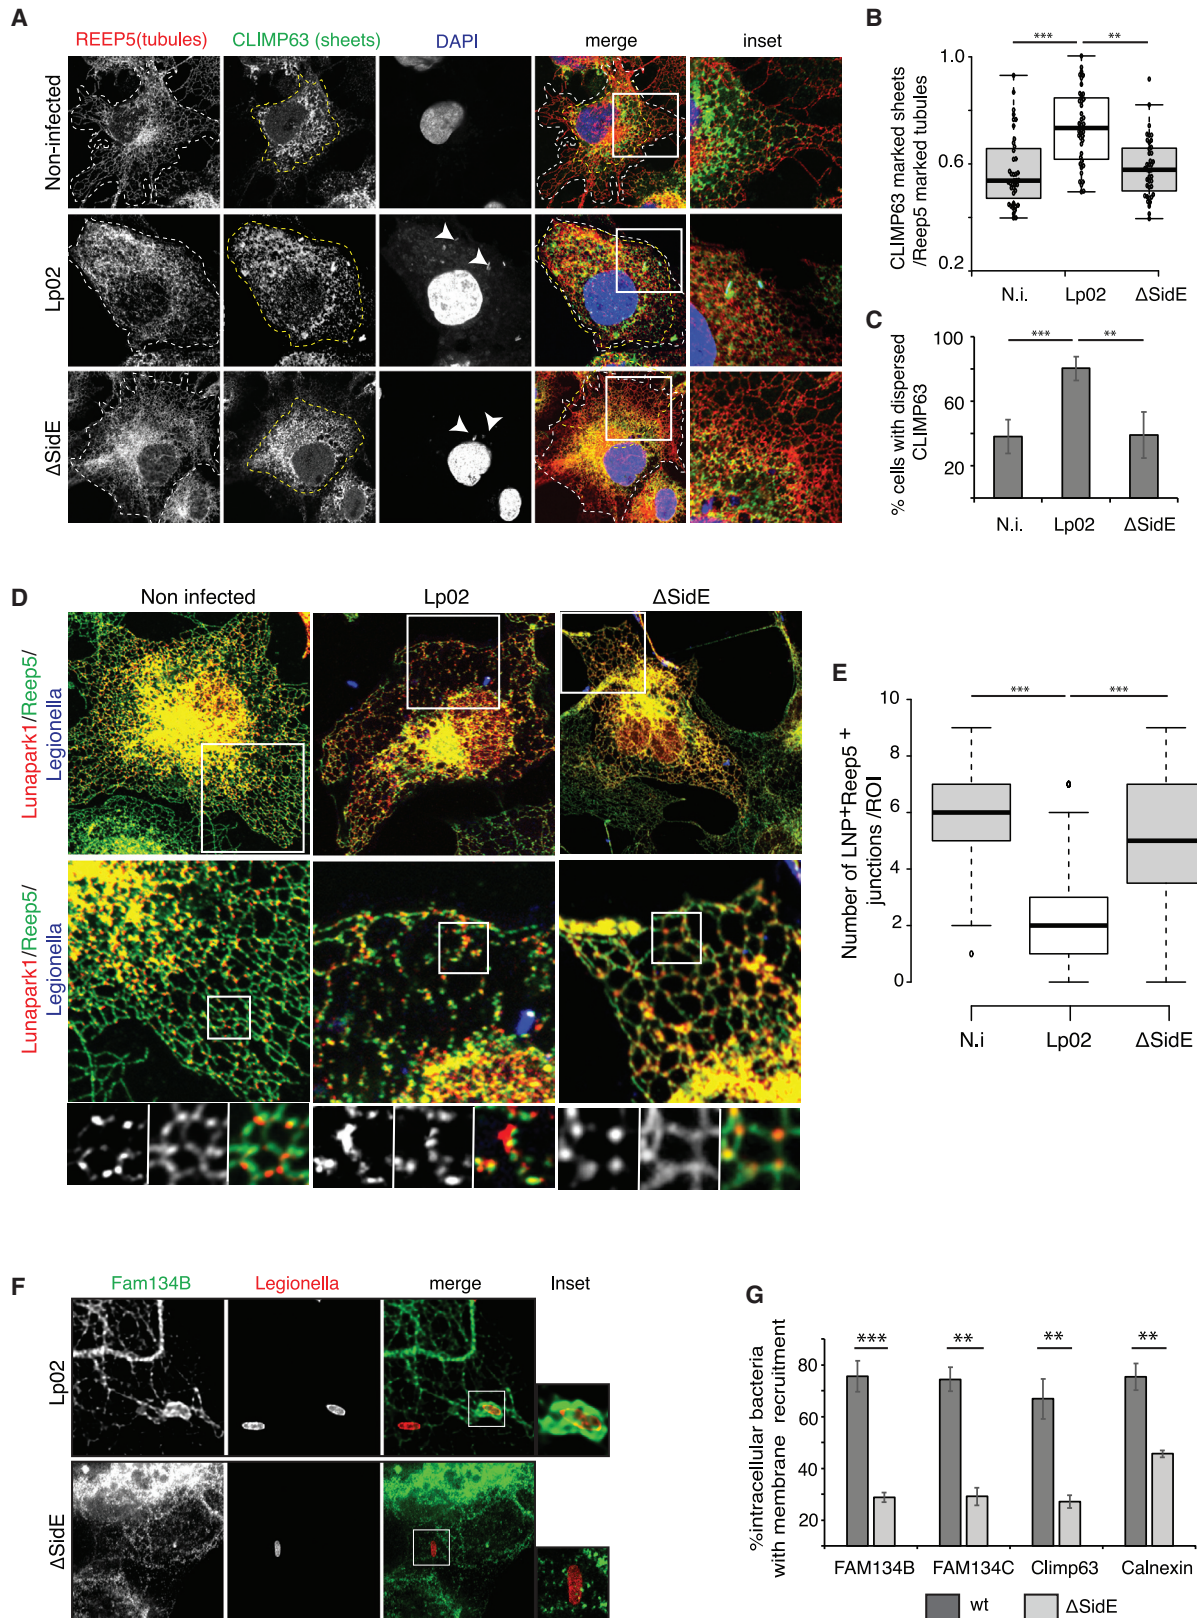 A
REEP5(tubules) CLIMP63 (sheets) DAPI merge inset
Non-infected
Lp02
ΔSidE
B
*** **
CLIMP63 marked sheets
/Reep5 marked tubules
1.0
0.6
0.2
N.i. Lp02 ΔSidE
C
*** **
% cells with dispersed
CLIMP63
100
80
60
40
20
N.i. Lp02 ΔSidE
D
Non infected Lp02 ΔSidE
Lunapark1/Reep5/
Legionella
Lunapark1/Reep5/
Legionella
E
*** ***
Number of LNP+Reep5 +
junctions /ROI
10
8
6
4
2
0
N.i Lp02 ΔSidE
F
Fam134B Legionella merge Inset
Lp02
ΔSidE
G
*** ** ** **
%intracellular bacteria
with membrane recruitment
80
60
40
20
FAM134B FAM134C Climp63 Calnexin
wt ΔSidE